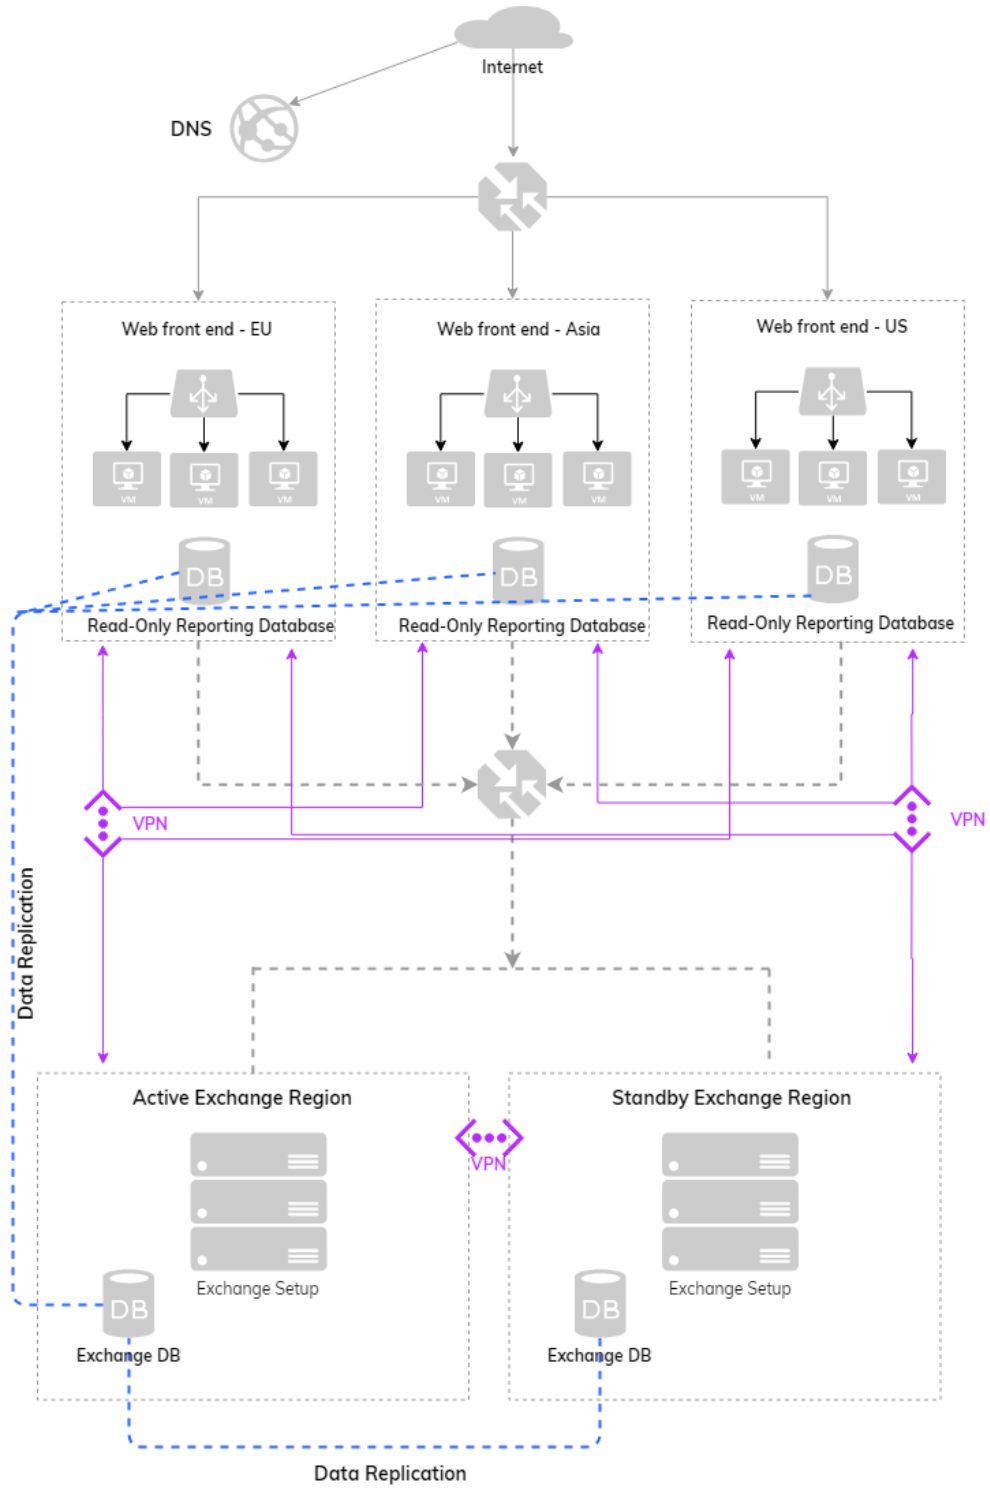 Internet
DNS
Web front end - EU
Web front end - Asia
Web front end - US
VM
VM
VM
VM
VM
VM
VM
VM
VM
DB
DB
DB
Read-Only Reporting Database
Read-Only Reporting Database
Read-Only Reporting Database
VPN
VPN
Data Replication
Active Exchange Region
Standby Exchange Region
VPN
Exchange Setup
Exchange Setup
DB
DB
Exchange DB
Exchange DB
Data Replication